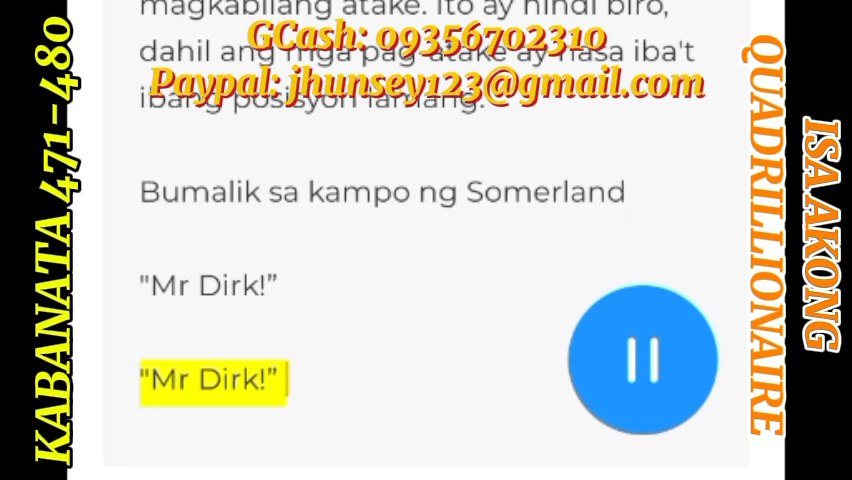 magkabilang atake. Ito ay hindi biro,
dahil ang mga pag-atake ay nasa iba't
ibang posisyon lamang.
GCash: 09356702310
Paypal: jhunsey123@gmail.com
Bumalik sa kampo ng Somerland
"Mr Dirk!”
"Mr Dirk!”
KABANATA 471-480
ISA AKONG
QUADRILLIONAIRE